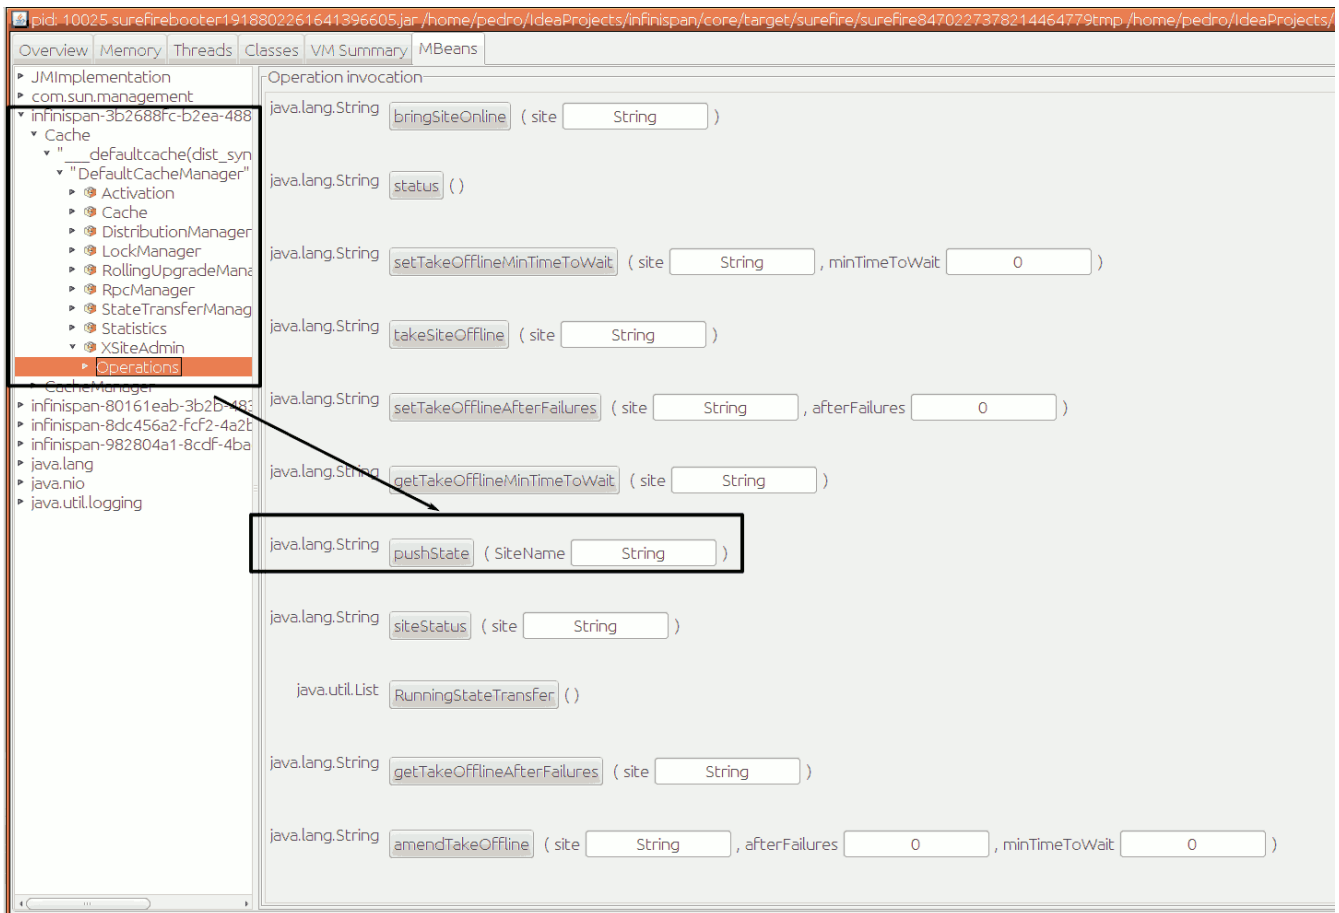 pid: 10025 surefirebooter1918802261641396605.jar /home/pedro/IdeaProjects/infinispan/core/target/surefire/surefire8470227378214464779tmp /home/pedro/IdeaProjects/
Overview Memory Threads Classes VM Summary MBeans
JMImplementation
com.sun.management
infinispan-3b2688fc-b2ea-488
Cache
"___defaultcache(dist_syn
"DefaultCacheManager"
Activation
Cache
DistributionManager
LockManager
RollingUpgradeMana
RpcManager
StateTransferManag
Statistics
XSiteAdmin
Operations
CacheManager
infinispan-80161eab-3b2b-483
infinispan-8dc456a2-fcf2-4a2b
infinispan-982804a1-8cdf-4ba
java.lang
java.nio
java.util.logging
Operation invocation
java.lang.String bringSiteOnline ( site String )
java.lang.String status ( )
java.lang.String setTakeOfflineMinTimeToWait ( site String , minTimeToWait 0 )
java.lang.String takeSiteOffline ( site String )
java.lang.String setTakeOfflineAfterFailures ( site String , afterFailures 0 )
java.lang.String getTakeOfflineMinTimeToWait ( site String )
java.lang.String pushState ( SiteName String )
java.lang.String siteStatus ( site String )
java.util.List RunningStateTransfer ( )
java.lang.String getTakeOfflineAfterFailures ( site String )
java.lang.String amendTakeOffline ( site String , afterFailures 0 , minTimeToWait 0 )